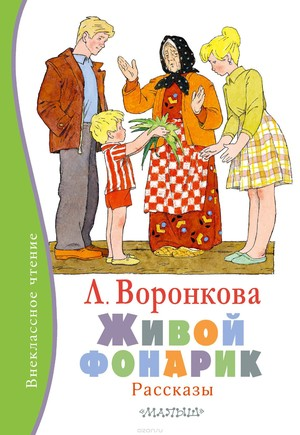 Внеклассное чтение
Л. Воронкова
ЖИВОЙ
ФОНАРИК
Рассказы
МАЛЫШ